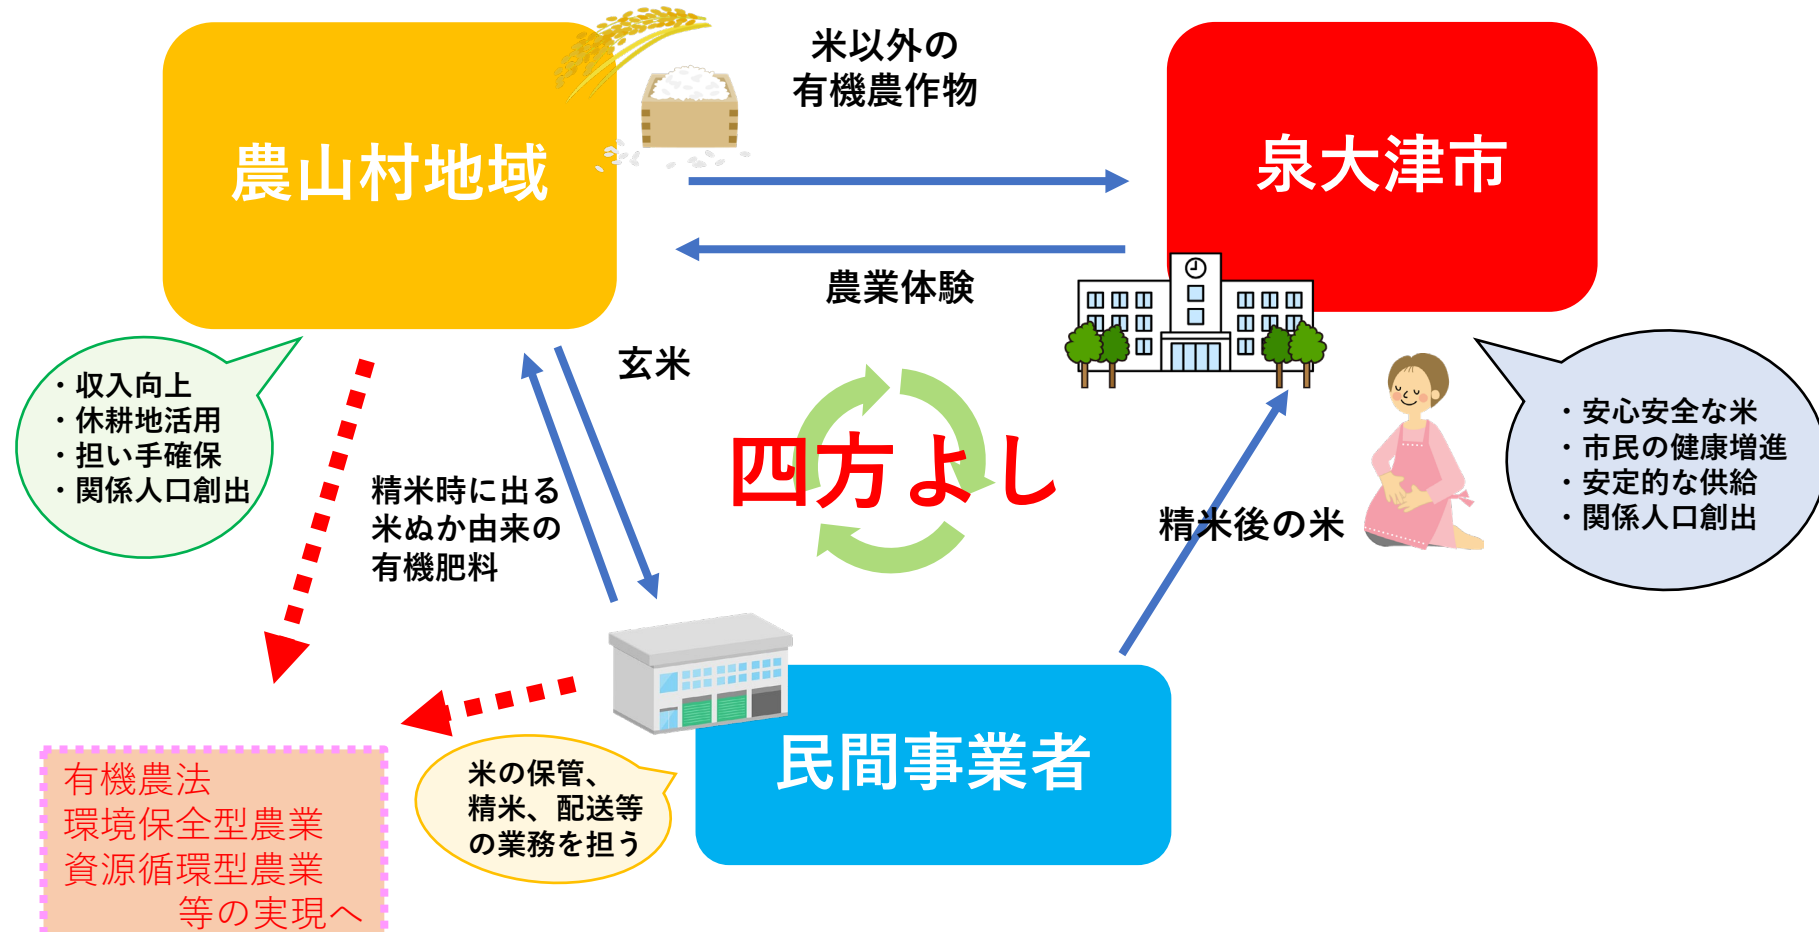 米以外の
有機農作物
農山村地域
泉大津市
農業体験
玄米
・収入向上
・休耕地活用
・担い手確保
・関係人口創出
四方よし
・安心安全な米
・市民の健康増進
・安定的な供給
・関係人口創出
精米時に出る
米ぬか由来の
有機肥料
精米後の米
民間事業者
米の保管、
精米、配送等
の業務を担う
有機農法
環境保全型農業
資源循環型農業
等の実現へ